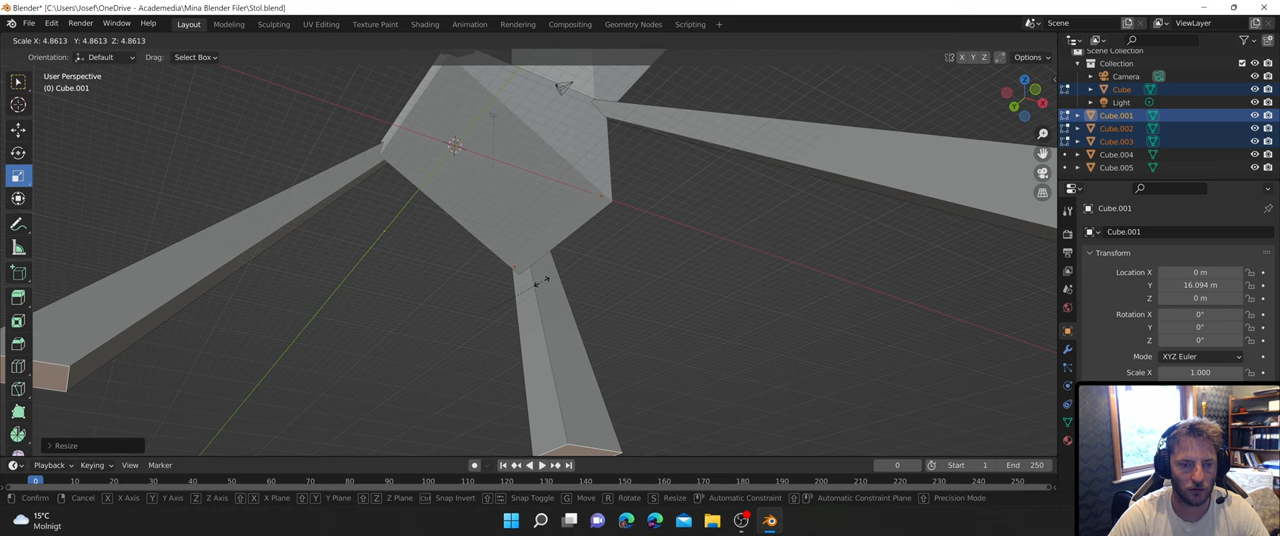 Blender* [C:\Users\Josef\OneDrive - Academedia\Mina Blender Filer\Stol.blend]
File Edit Render Window Help Layout Modeling Sculpting UV Editing Texture Paint Shading Animation Rendering Compositing Geometry Nodes Scripting + Scene ViewLayer
Scale X: 4.8613 Y: 4.8613 Z: 4.8613
Orientation: Default Drag: Select Box X Y Z Options
User Perspective
(0) Cube.001
Z
X
Y
Scene Collection
Collection
Camera
Cube
Light
Cube.001
Cube.002
Cube.003
Cube.004
Cube.005
Cube.001
Cube.001
Transform
Location X 0 m
Y 16.094 m
Z 0 m
Rotation X 0°
Y 0°
Z 0°
Mode XYZ Euler
Scale X 1.000
> Resize
Playback Keying View Marker 0 Start 1 End 250
0 10 20 30 40 50 60 70 80 90 100 110 120 130 140 150 160 170 180 190 200 210 220 230 240 250
Confirm Cancel X X Axis Y Y Axis Z Z Axis X X Plane Y Y Plane Z Z Plane Ctrl Snap Invert Snap Toggle G Move R Rotate S Resize Automatic Constraint Automatic Constraint Plane Precision Mode
15°C
Molnigt